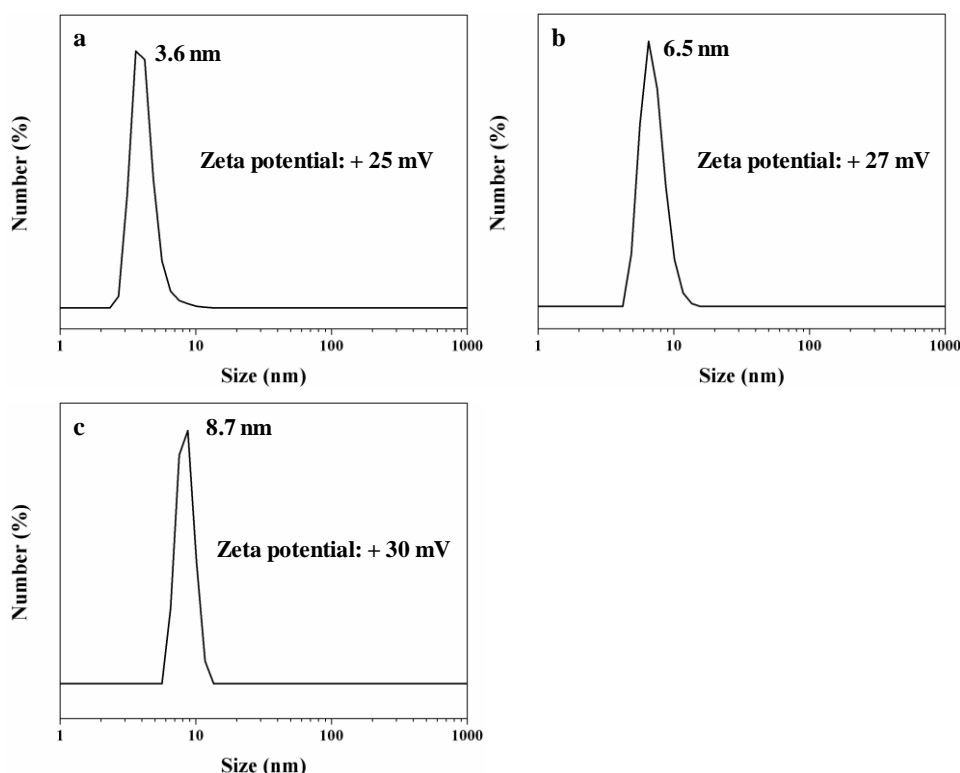 a
3.6 nm
Zeta potential: + 25 mV
Number (%)
1 10 100 1000
Size (nm)
b
6.5 nm
Zeta potential: + 27 mV
Number (%)
1 10 100 1000
Size (nm)
c
8.7 nm
Zeta potential: + 30 mV
Number (%)
1 10 100 1000
Size (nm)